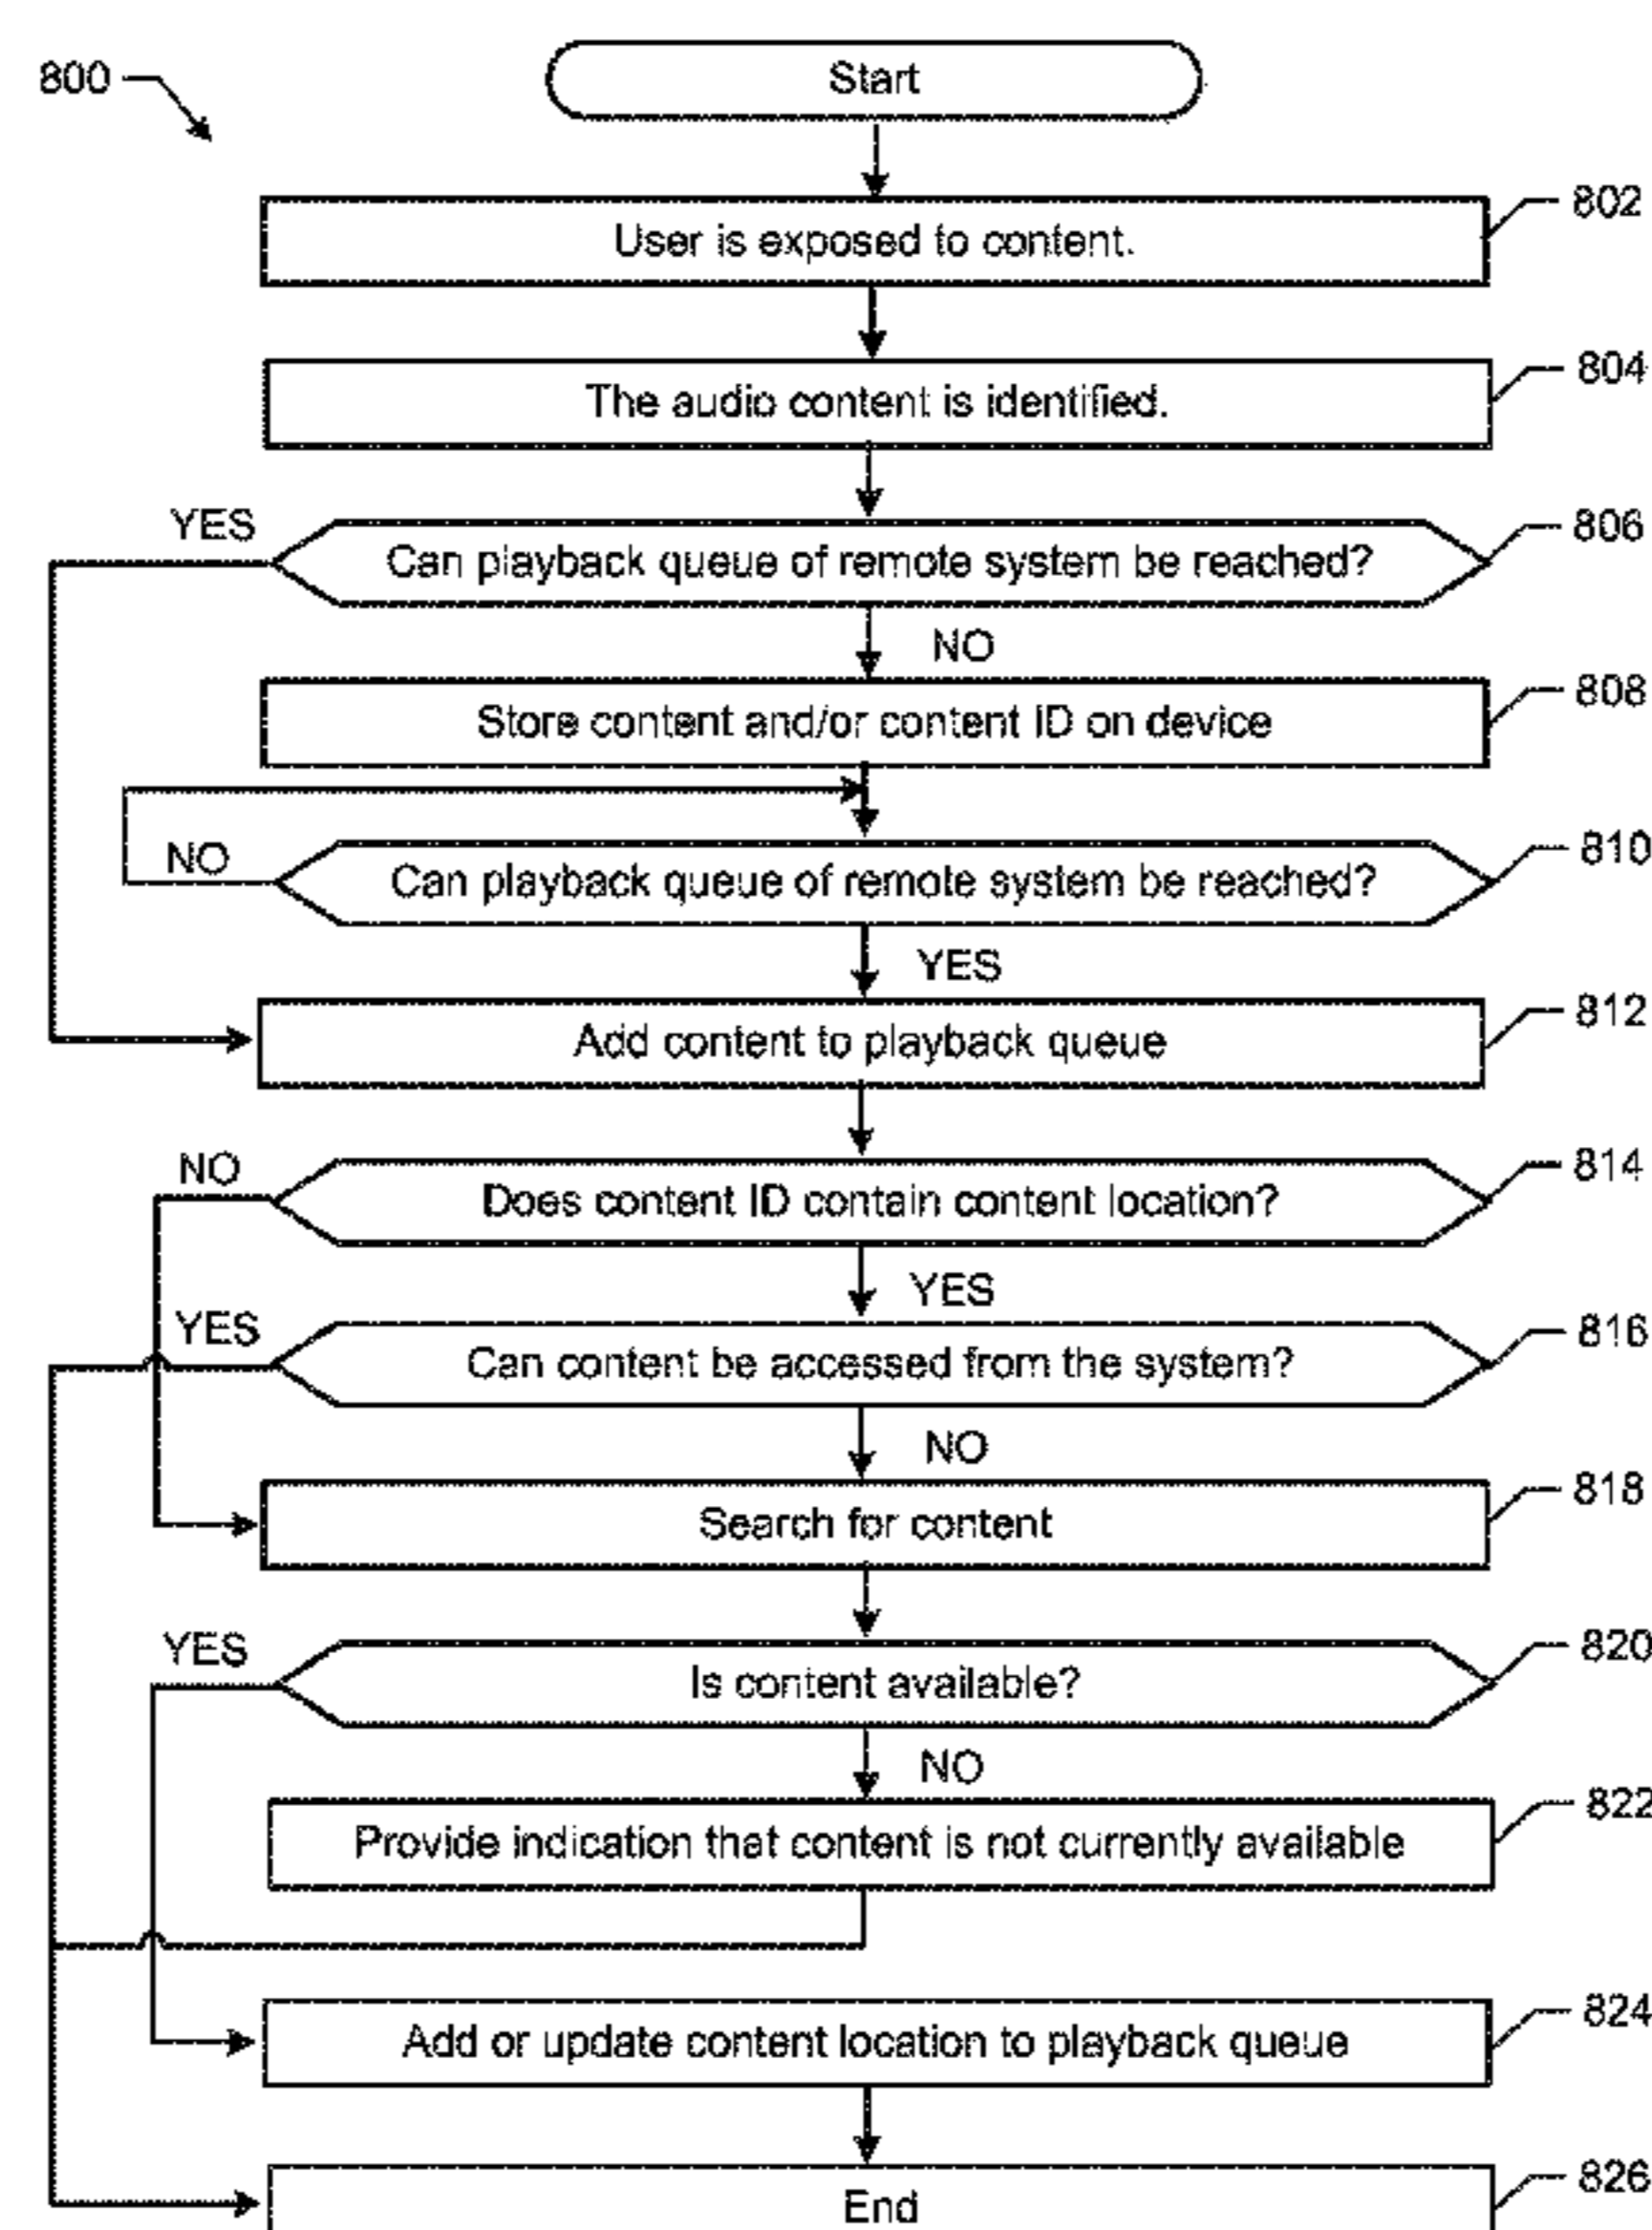 800
Start
802
User is exposed to content.
804
The audio content is identified.
YES
806
Can playback queue of remote system be reached?
NO
808
Store content and/or content ID on device
NO
810
Can playback queue of remote system be reached?
YES
812
Add content to playback queue
NO
814
Does content ID contain content location?
YES
YES
816
Can content be accessed from the system?
NO
818
Search for content
YES
820
Is content available?
NO
822
Provide indication that content is not currently available
824
Add or update content location to playback queue
826
End